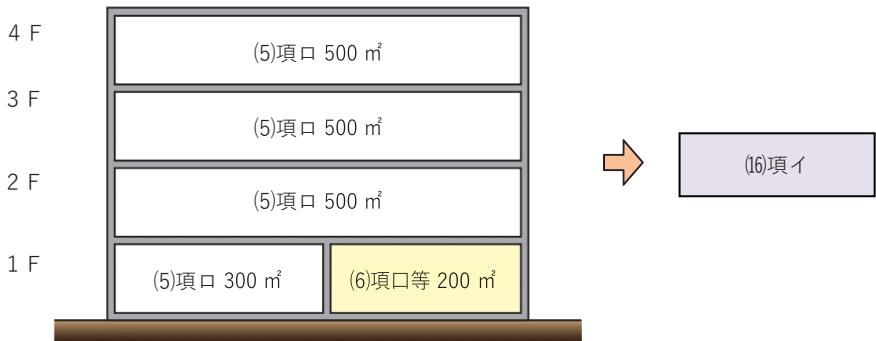 4 F
⑸項ロ 500 ㎡
3 F
⑸項ロ 500 ㎡
⒃項イ
2 F
⑸項ロ 500 ㎡
1 F
⑸項ロ 300 ㎡
⑹項口等 200 ㎡